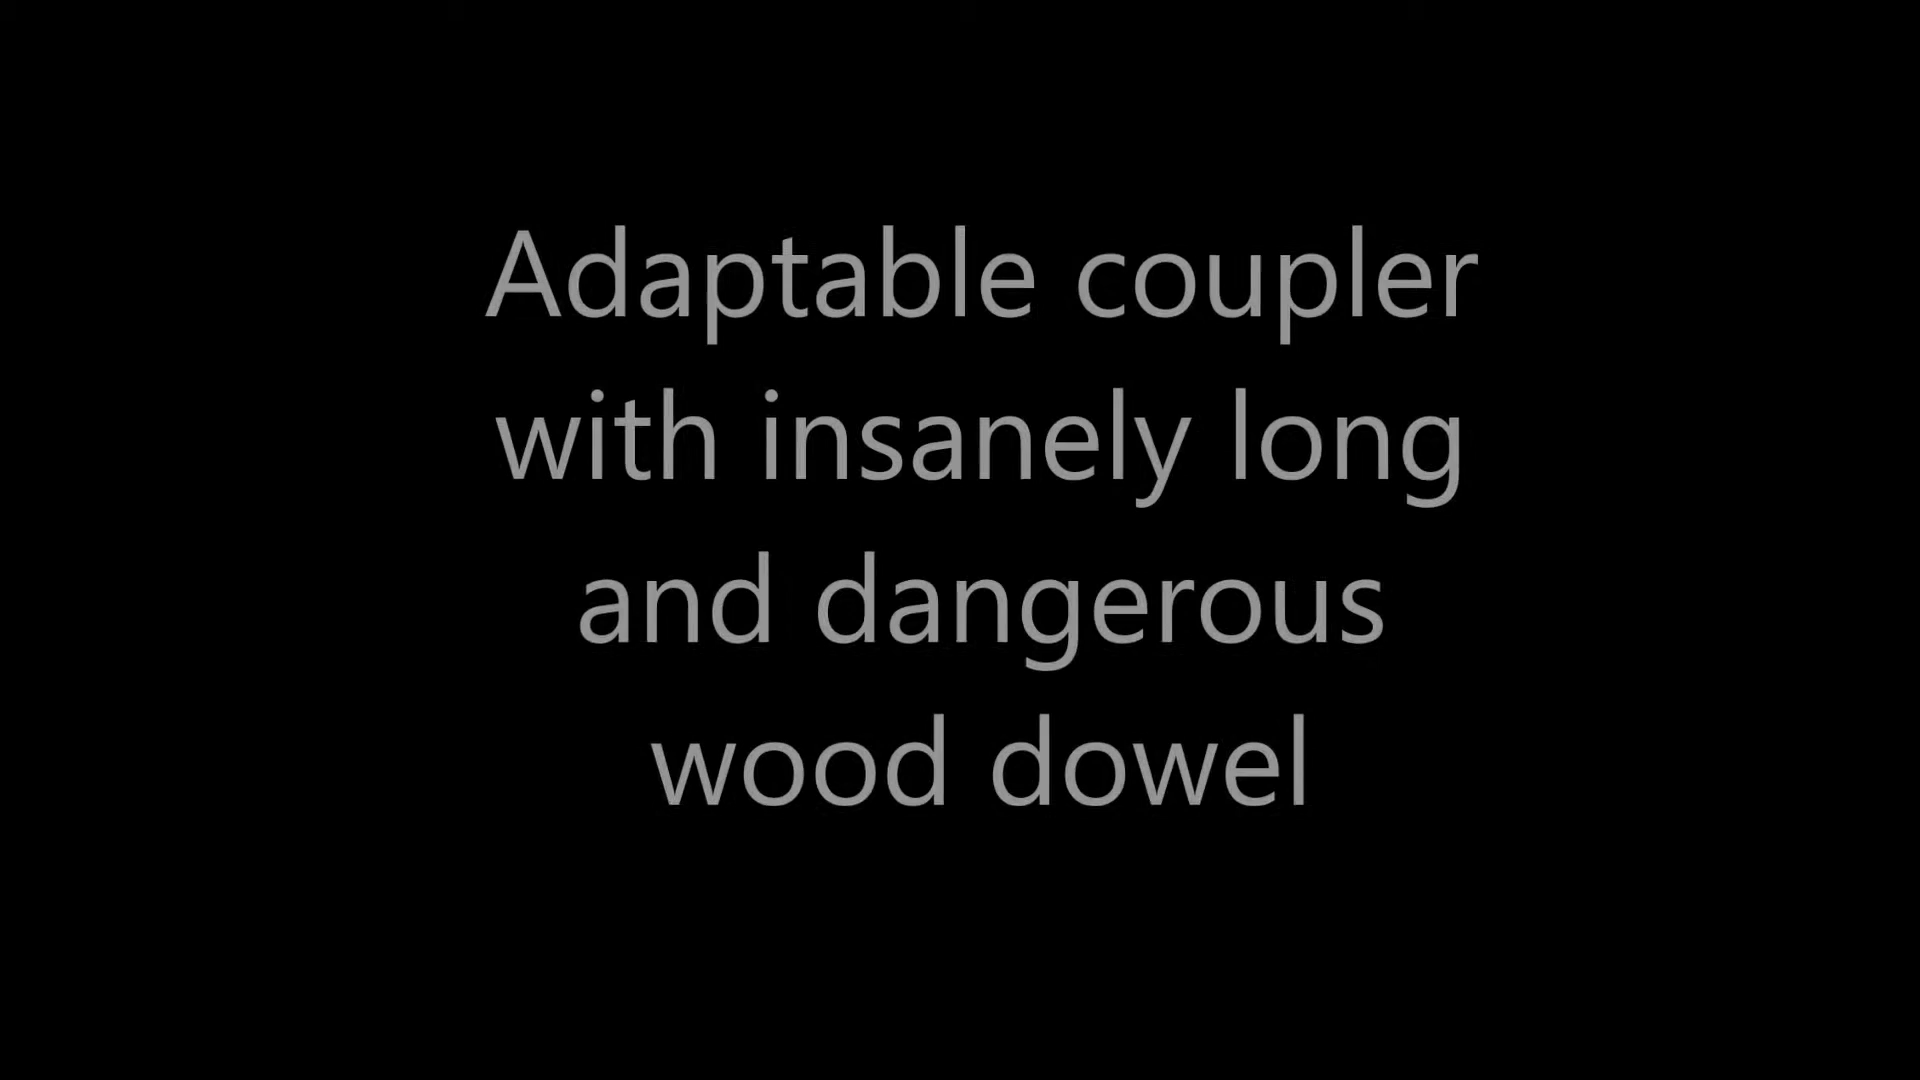 Adaptable coupler
with insanely long
and dangerous
wood dowel